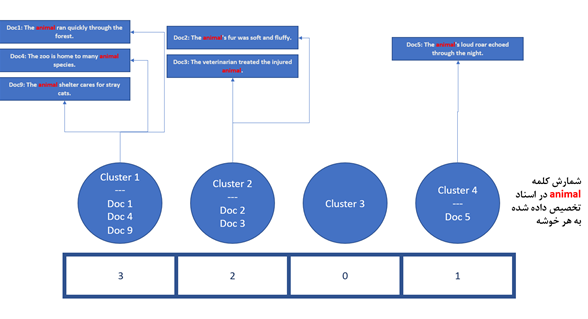 Doc1: The animal ran quickly through the
forest.
Doc4: The zoo is home to many animal
species.
Doc9: The animal shelter cares for stray
cats.
Doc2: The animal's fur was soft and fluffy.
Doc3: The veterinarian treated the injured
animal.
Doc5: The animal's loud roar echoed
through the night.
Cluster 1
---
Doc 1
Doc 4
Doc 9
Cluster 2
---
Doc 2
Doc 3
Cluster 3
Cluster 4
---
Doc 5
شمارش کلمه
animal در اسناد
تخصیص داده شده
به هر خوشه
3
2
0
1